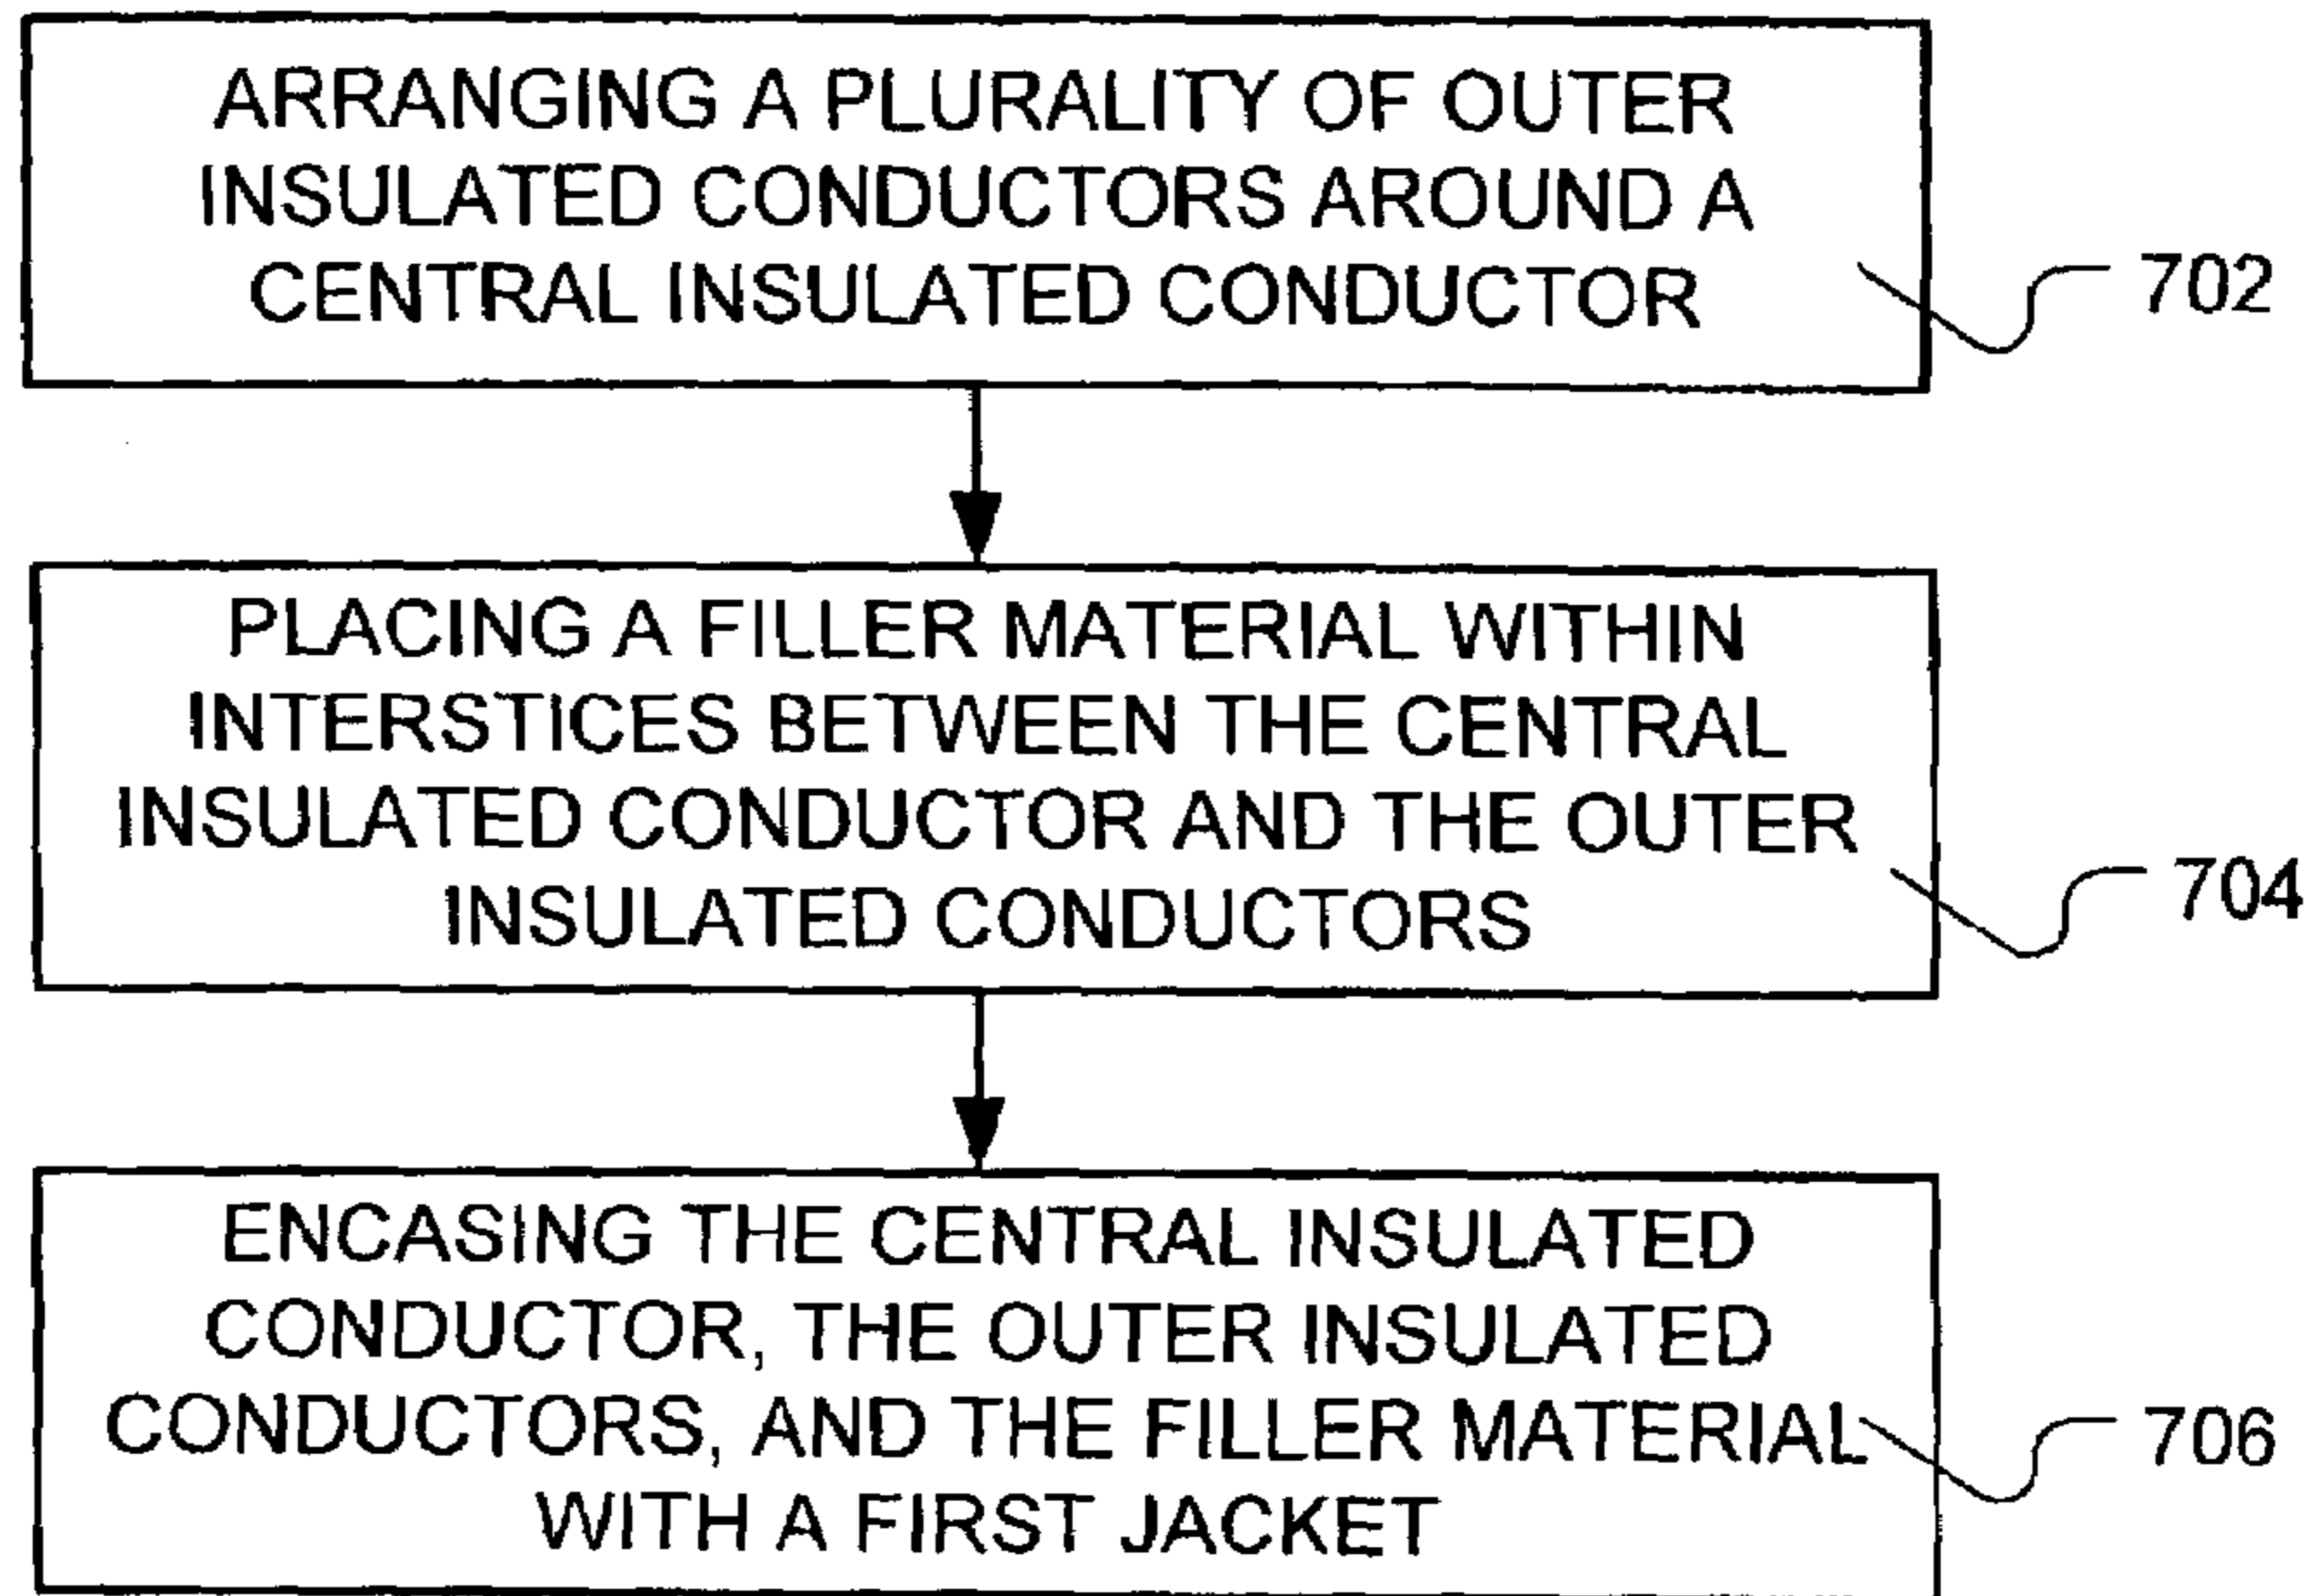 ARRANGING A PLURALITY OF OUTER
INSULATED CONDUCTORS AROUND A
CENTRAL INSULATED CONDUCTOR
702
PLACING A FILLER MATERIAL WITHIN
INTERSTICES BETWEEN THE CENTRAL
INSULATED CONDUCTOR AND THE OUTER
INSULATED CONDUCTORS
704
ENCASING THE CENTRAL INSULATED
CONDUCTOR, THE OUTER INSULATED
CONDUCTORS, AND THE FILLER MATERIAL
WITH A FIRST JACKET
706